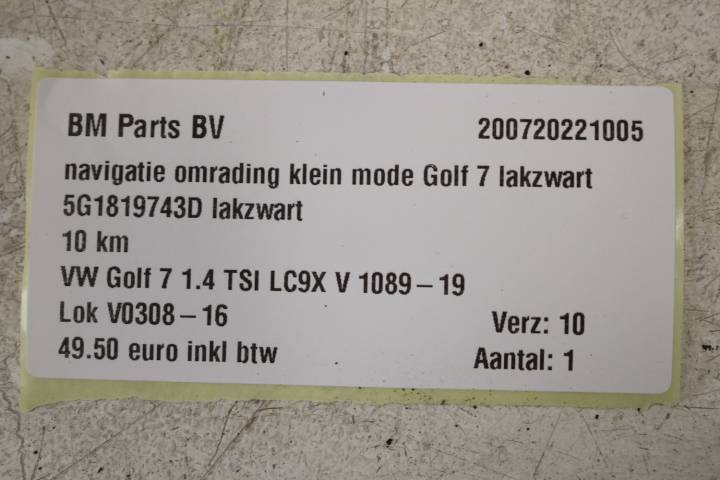 BM Parts BV 200720221005
navigatie omrading klein mode Golf 7 lakzwart
5G1819743D lakzwart
10 km
VW Golf 7 1.4 TSI LC9X V 1089-19
Lok V0308-16 Verz: 10
49.50 euro inkl btw Aantal: 1